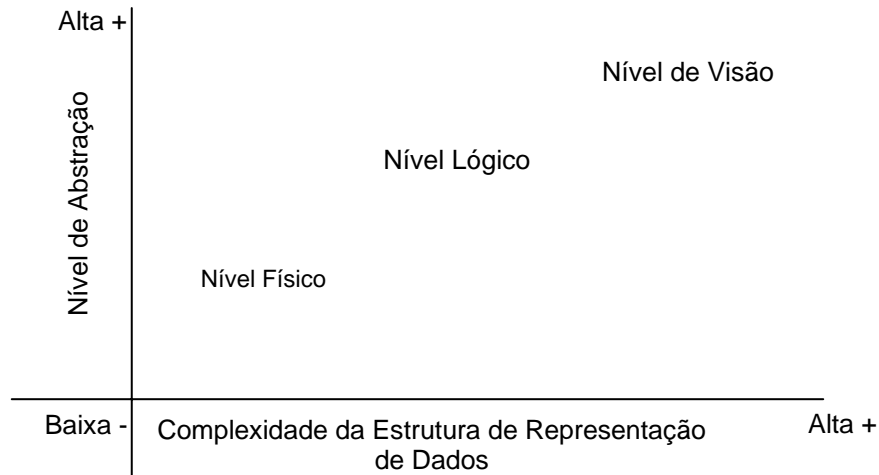 Alta +
Nível de Visão
Nível de Abstração
Nível Lógico
Nível Físico
Baixa -
Complexidade da Estrutura de Representação
de Dados
Alta +